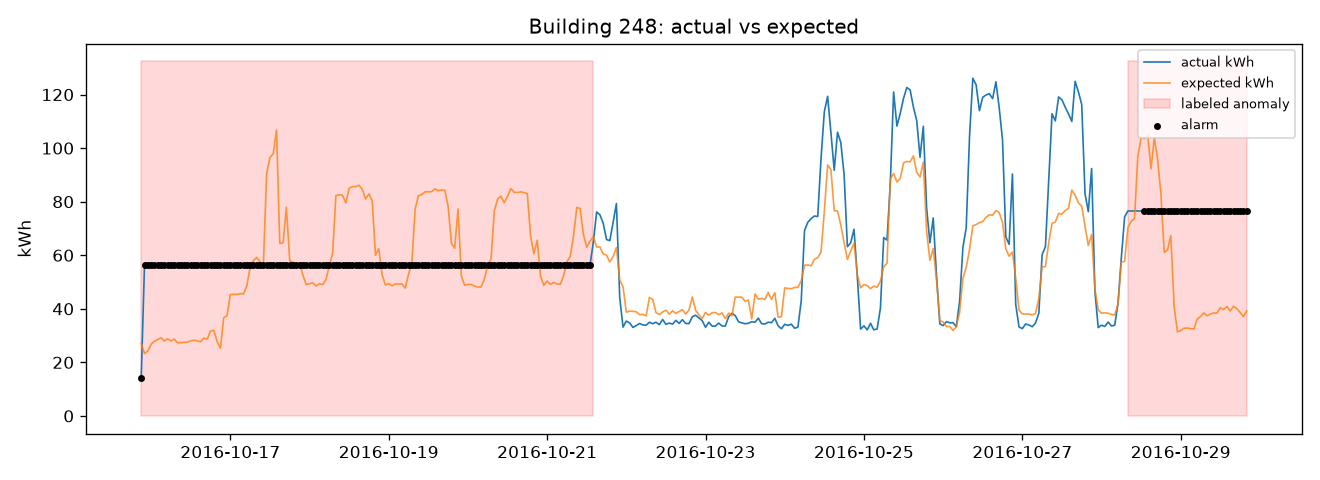 Building 248: actual vs expected
actual kWh
expected kWh
labeled anomaly
alarm
kWh
120
100
80
60
40
20
0
2016-10-17
2016-10-19
2016-10-21
2016-10-23
2016-10-25
2016-10-27
2016-10-29